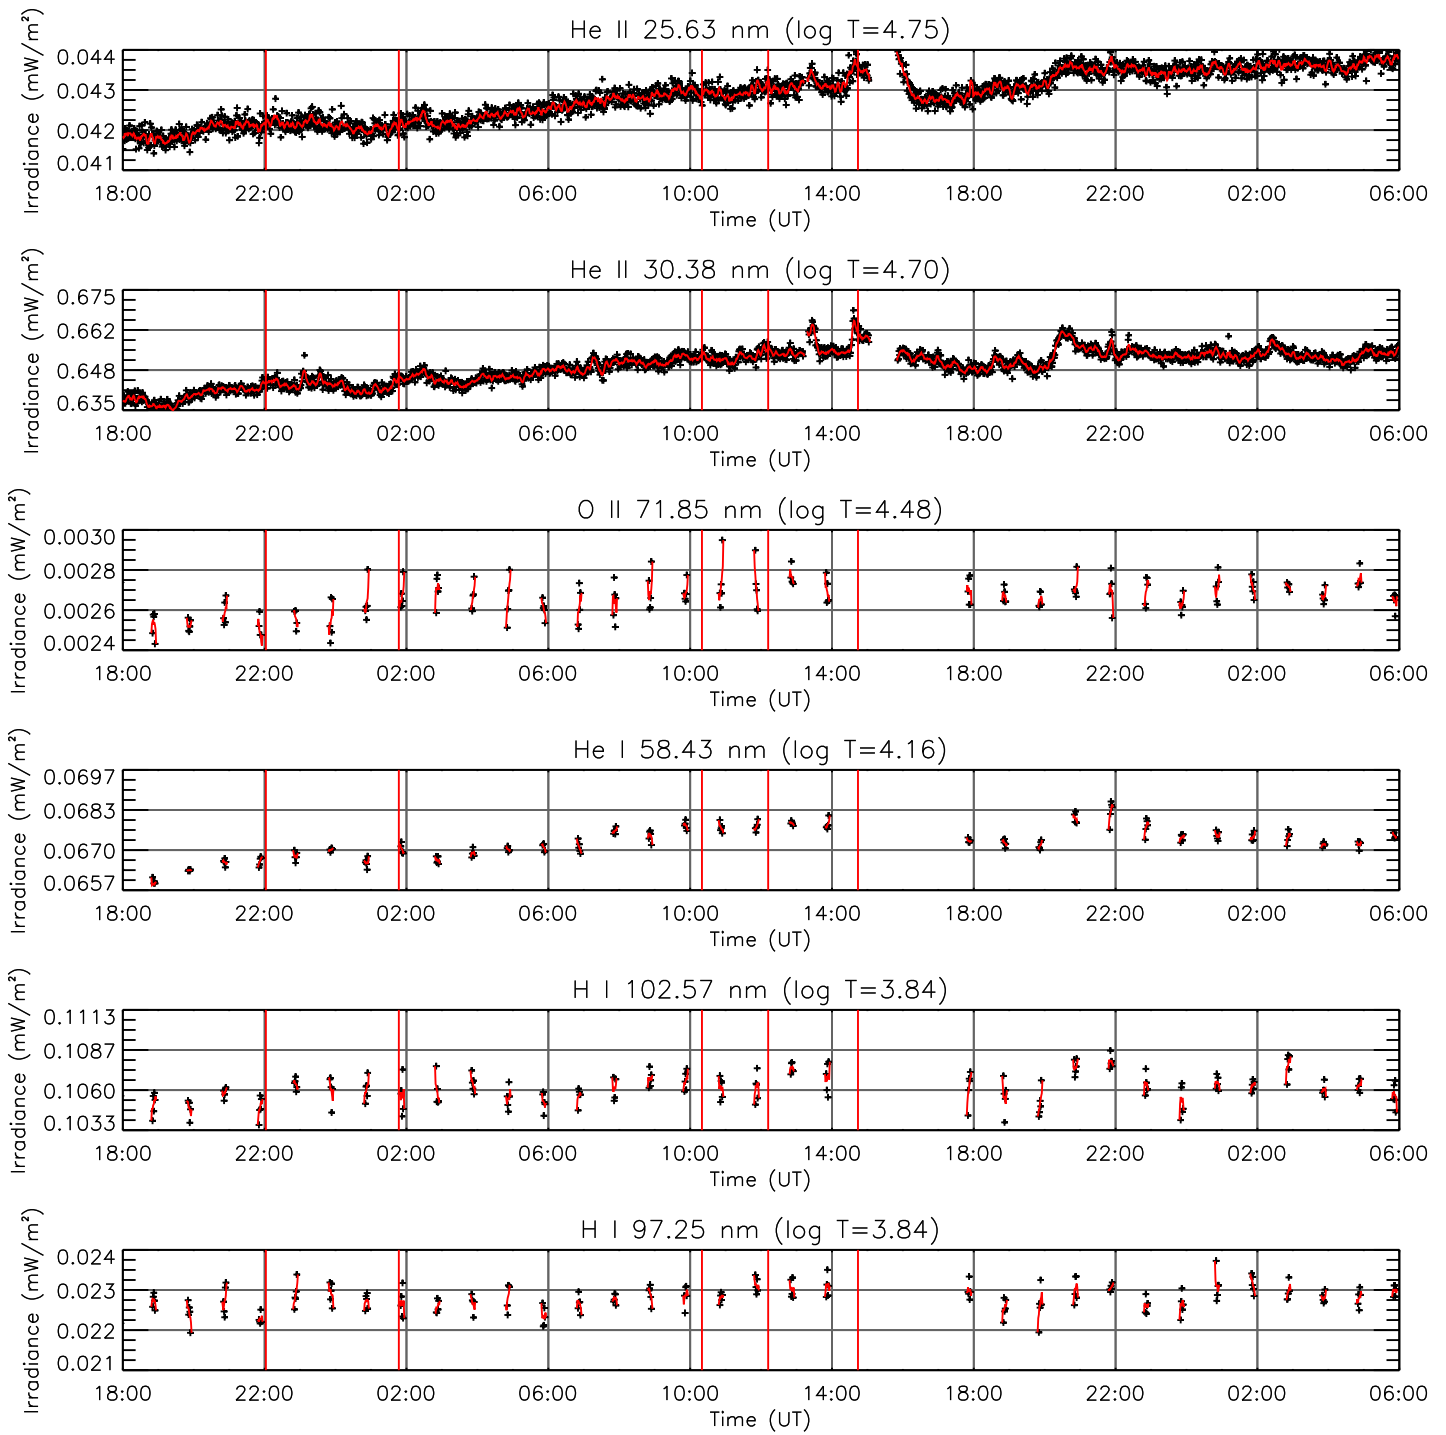 He II 25.63 nm (log T=4.75)
Irradiance (mW/m²)
0.044
0.043
0.042
0.041
18:00 22:00 02:00 06:00 10:00 14:00 18:00 22:00 02:00 06:00
Time (UT)
He II 30.38 nm (log T=4.70)
Irradiance (mW/m²)
0.675
0.662
0.648
0.635
18:00 22:00 02:00 06:00 10:00 14:00 18:00 22:00 02:00 06:00
Time (UT)
O II 71.85 nm (log T=4.48)
Irradiance (mW/m²)
0.0030
0.0028
0.0026
0.0024
18:00 22:00 02:00 06:00 10:00 14:00 18:00 22:00 02:00 06:00
Time (UT)
He I 58.43 nm (log T=4.16)
Irradiance (mW/m²)
0.0697
0.0683
0.0670
0.0657
18:00 22:00 02:00 06:00 10:00 14:00 18:00 22:00 02:00 06:00
Time (UT)
H I 102.57 nm (log T=3.84)
Irradiance (mW/m²)
0.1113
0.1087
0.1060
0.1033
18:00 22:00 02:00 06:00 10:00 14:00 18:00 22:00 02:00 06:00
Time (UT)
H I 97.25 nm (log T=3.84)
Irradiance (mW/m²)
0.024
0.023
0.022
0.021
18:00 22:00 02:00 06:00 10:00 14:00 18:00 22:00 02:00 06:00
Time (UT)